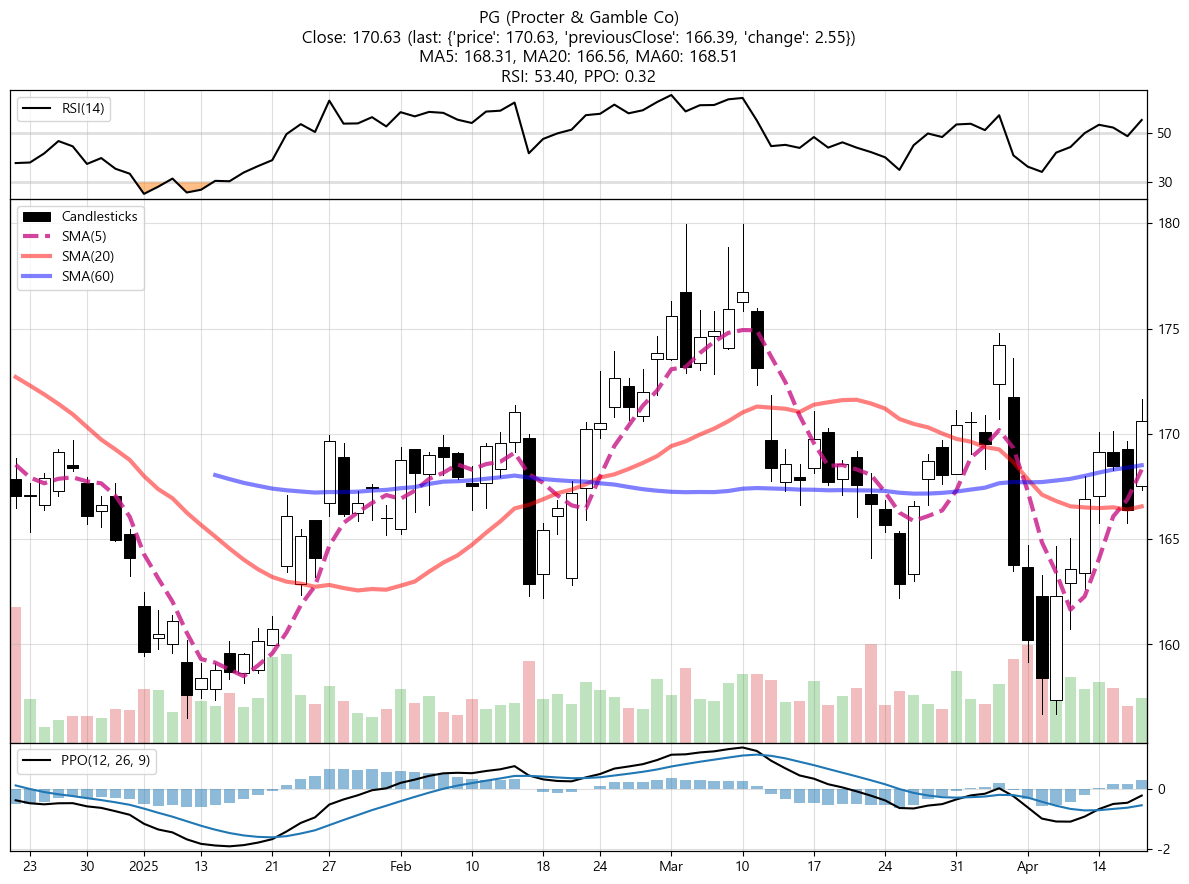 PG (Procter & Gamble Co)
Close: 170.63 (last: {'price': 170.63, 'previousClose': 166.39, 'change': 2.55})
MA5: 168.31, MA20: 166.56, MA60: 168.51
RSI: 53.40, PPO: 0.32
RSI(14)
50
30
Candlesticks
SMA(5)
SMA(20)
SMA(60)
180
175
170
165
160
PPO(12, 26, 9)
0
-2
23 30 2025 13 21 27 Feb 10 18 24 Mar 10 17 24 31 Apr 14